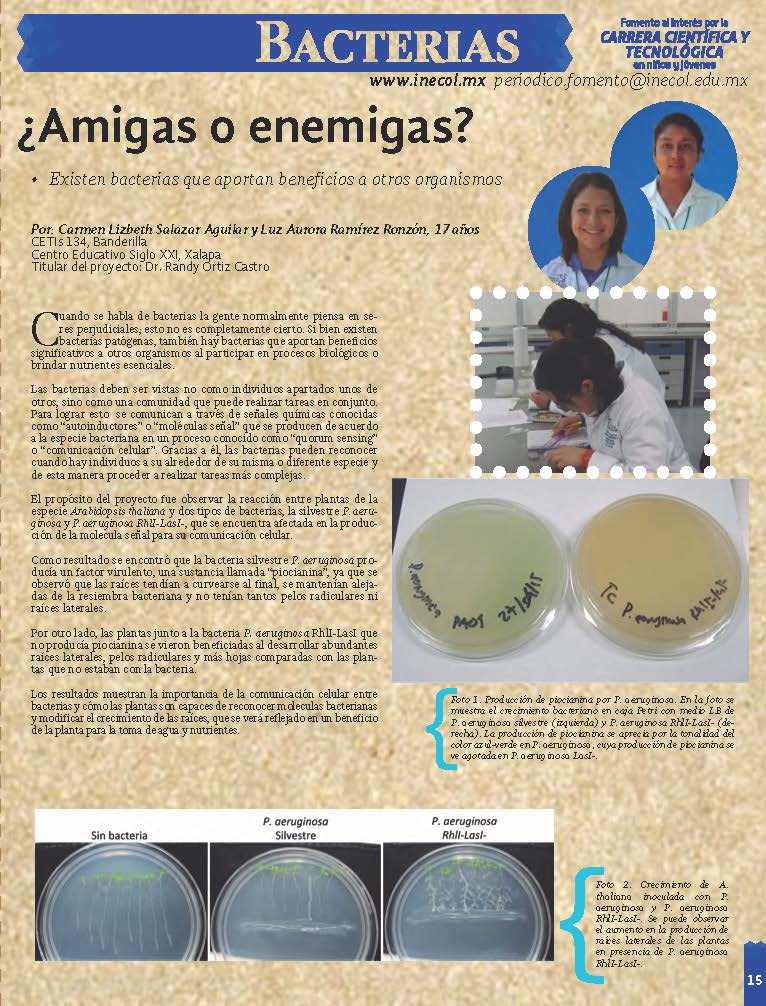 BACTERIAS
Fomento al interés por la
CARRERA CIENTÍFICA Y
TECNOLÓGICA
en niños y jóvenes
www.inecol.mx periodico.fomento@inecol.edu.mx
¿Amigas o enemigas?
• Existen bacterias que aportan beneficios a otros organismos
Por: Carmen Lizbeth Salazar Aguilar y Luz Aurora Ramírez Ronzón, 17 años
CETIs 134, Banderilla
Centro Educativo Siglo XXI, Xalapa
Titular del proyecto: Dr. Randy Ortiz Castro
Cuando se habla de bacterias la gente normalmente piensa en se-
res perjudiciales; esto no es completamente cierto. Si bien existen
bacterias patógenas, también hay bacterias que aportan beneficios
significativos a otros organismos al participar en procesos biológicos o
brindar nutrientes esenciales.
Las bacterias deben ser vistas no como individuos apartados unos de
otros, sino como una comunidad que puede realizar tareas en conjunto.
Para lograr esto se comunican a través de señales químicas conocidas
como "autoinductores" o "moléculas señal" que se producen de acuerdo
a la especie bacteriana en un proceso conocido como "quorum sensing"
o "comunicación celular". Gracias a él, las bacterias pueden reconocer
cuando hay individuos a su alrededor de su misma o diferente especie y
de esta manera proceder a realizar tareas más complejas.
El propósito del proyecto fue observar la reacción entre plantas de la
especie Arabidopsis thaliana y dos tipos de bacterias, la silvestre P. aeru-
ginosa y P. aeruginosa RhlI-LasI-, que se encuentra afectada en la produc-
ción de la molecula señal para su comunicación celular.
Como resultado se encontró que la bacteria silvestre P. aeruginosa pro-
ducía un factor virulento, una sustancia llamada "piocianina", ya que se
observó que las raíces tendían a curvearse al final, se mantenían aleja-
das de la resiembra bacteriana y no tenían tantos pelos radiculares ni
raíces laterales.
Por otro lado, las plantas junto a la bacteria P. aeruginosa RhlI-LasI que
no producía piocianina se vieron beneficiadas al desarrollar abundantes
raíces laterales, pelos radiculares y más hojas comparadas con las plan-
tas que no estaban con la bacteria.
Los resultados muestran la importancia de la comunicación celular entre
bacterias y cómo las plantas son capaces de reconocer moleculas bacterianas
y modificar el crecimiento de las raíces, que se verá reflejado en un beneficio
de la planta para la toma de agua y nutrientes.
P. aeruginosa PAO1 27/
TC P. aeruginosa
Foto 1. Producción de piocianina por P. aeruginosa. En la foto se
muestra el crecimiento bacteriano en caja Petri con medio LB de
P. aeruginosa silvestre (izquierda) y P. aeruginosa RhlI-LasI- (de-
recha). La producción de piocianina se aprecia por la tonalidad del
color azul-verde en P. aeruginosa, cuya producción de piocianina se
ve agotada en P. aeruginosa LasI-.
Sin bacteria
P. aeruginosa
Silvestre
P. aeruginosa
RhlI-LasI-
Foto 2. Crecimiento de A.
thaliana inoculada con P.
aeruginosa y P. aeruginosa
RhlI-LasI-. Se puede observar
el aumento en la producción de
raíces laterales de las plantas
en presencia de P. aeruginosa
RhlI-LasI-.
15